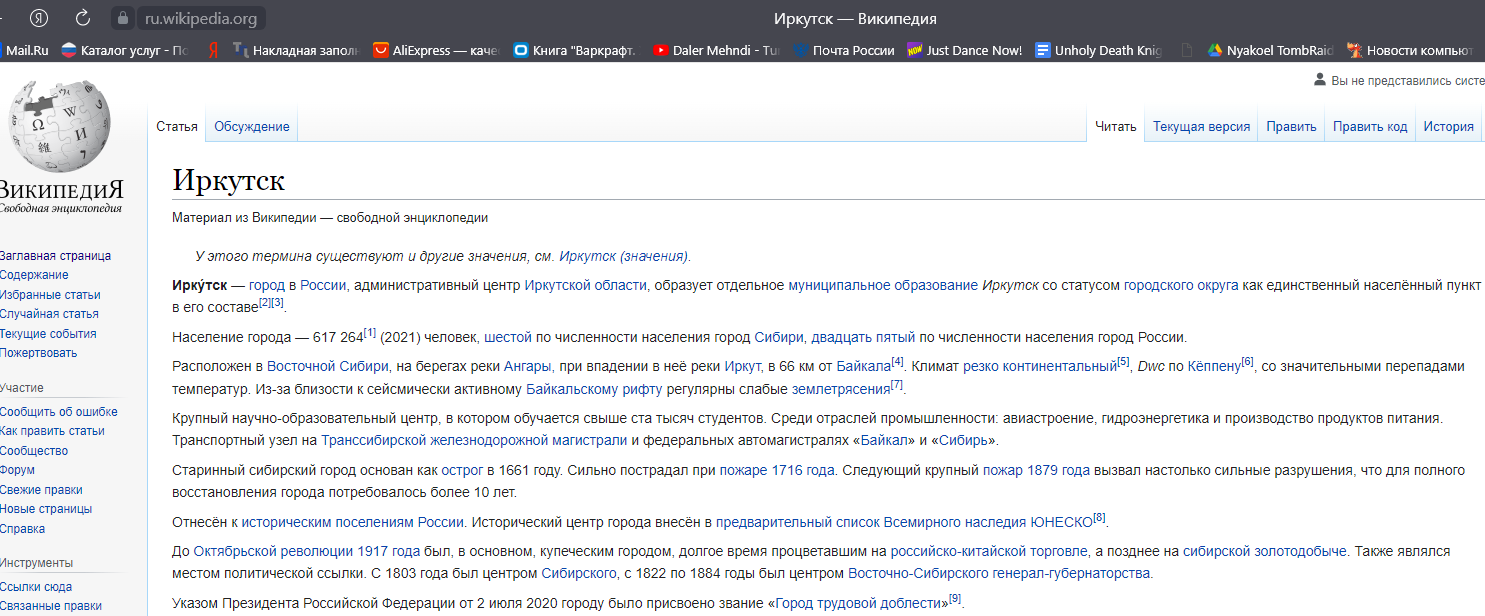 Я ru.wikipedia.org Иркутск — Википедия
Mail.Ru Каталог услуг - По Я TL Накладная запол AliExpress — каче Книга "Варкрафт. Daler Mehndi - Tu Почта России Just Dance Now! Unholy Death Knig Nyakoel TombRaid Новости компьют
Вы не представились систе
Статья Обсуждение Читать Текущая версия Править Править код История
ВИКИПЕДИЯ
Свободная энциклопедия
Заглавная страница
Содержание
Избранные статьи
Случайная статья
Текущие события
Пожертвовать
Участие
Сообщить об ошибке
Как править статьи
Сообщество
Форум
Свежие правки
Новые страницы
Справка
Инструменты
Ссылки сюда
Связанные правки
Иркутск
Материал из Википедии — свободной энциклопедии
У этого термина существуют и другие значения, см. Иркутск (значения).
Ирку́тск — город в России, административный центр Иркутской области, образует отдельное муниципальное образование Иркутск со статусом городского округа как единственный населённый пункт
в его составе[2][3].
Население города — 617 264[1] (2021) человек, шестой по численности населения город Сибири, двадцать пятый по численности населения город России.
Расположен в Восточной Сибири, на берегах реки Ангары, при впадении в неё реки Иркут, в 66 км от Байкала[4]. Климат резко континентальный[5], Dwc по Кёппену[6], со значительными перепадами
температур. Из-за близости к сейсмически активному Байкальскому рифту регулярны слабые землетрясения[7].
Крупный научно-образовательный центр, в котором обучается свыше ста тысяч студентов. Среди отраслей промышленности: авиастроение, гидроэнергетика и производство продуктов питания.
Транспортный узел на Транссибирской железнодорожной магистрали и федеральных автомагистралях «Байкал» и «Сибирь».
Старинный сибирский город основан как острог в 1661 году. Сильно пострадал при пожаре 1716 года. Следующий крупный пожар 1879 года вызвал настолько сильные разрушения, что для полного
восстановления города потребовалось более 10 лет.
Отнесён к историческим поселениям России. Исторический центр города внесён в предварительный список Всемирного наследия ЮНЕСКО[8].
До Октябрьской революции 1917 года был, в основном, купеческим городом, долгое время процветавшим на российско-китайской торговле, а позднее на сибирской золотодобыче. Также являлся
местом политической ссылки. С 1803 года был центром Сибирского, с 1822 по 1884 годы был центром Восточно-Сибирского генерал-губернаторства.
Указом Президента Российской Федерации от 2 июля 2020 городу было присвоено звание «Город трудовой доблести»[9].